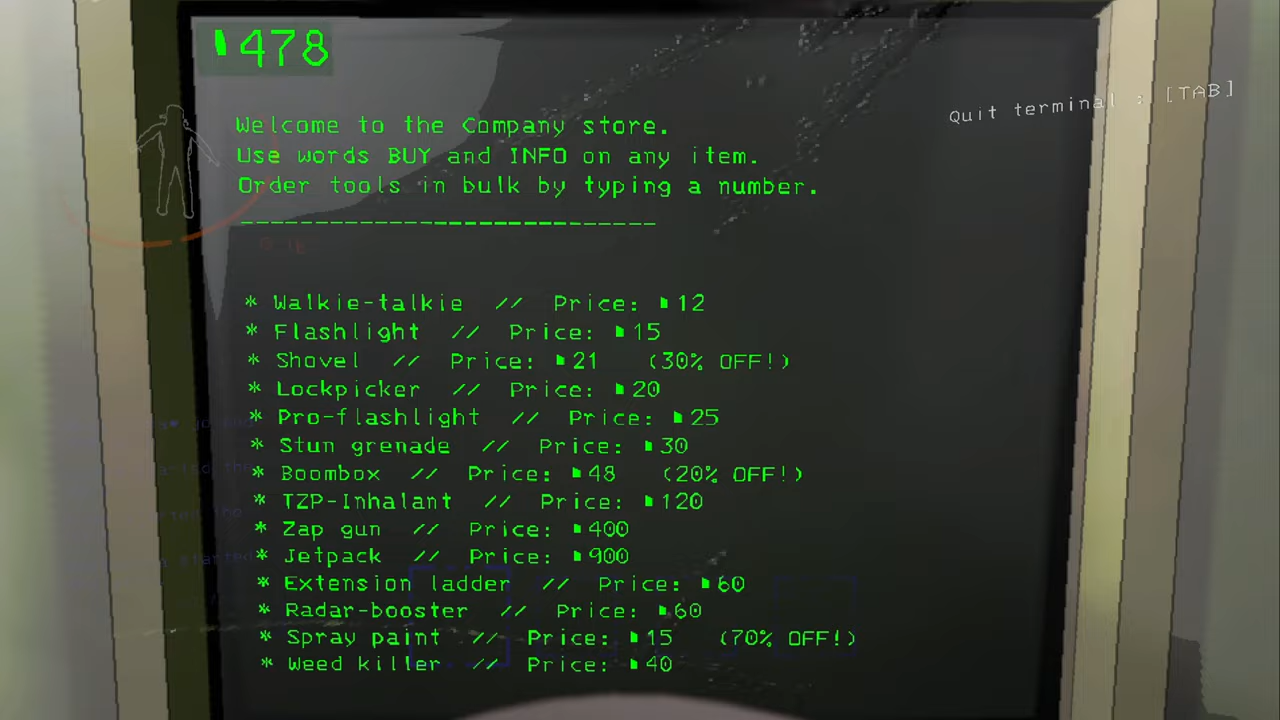 ▮478
Quit terminal : [TAB]
Welcome to the Company store.
Use words BUY and INFO on any item.
Order tools in bulk by typing a number.
----------------------------
* Walkie-talkie // Price: ▮12
* Flashlight // Price: ▮15
* Shovel // Price: ▮21 (30% OFF!)
* Lockpicker // Price: ▮20
* Pro-flashlight // Price: ▮25
* Stun grenade // Price: ▮30
* Boombox // Price: ▮48 (20% OFF!)
* TZP-Inhalant // Price: ▮120
* Zap gun // Price: ▮400
* Jetpack // Price: ▮900
* Extension ladder // Price: ▮60
* Radar-booster // Price: ▮60
* Spray paint // Price: ▮15 (70% OFF!)
* Weed killer // Price: ▮40